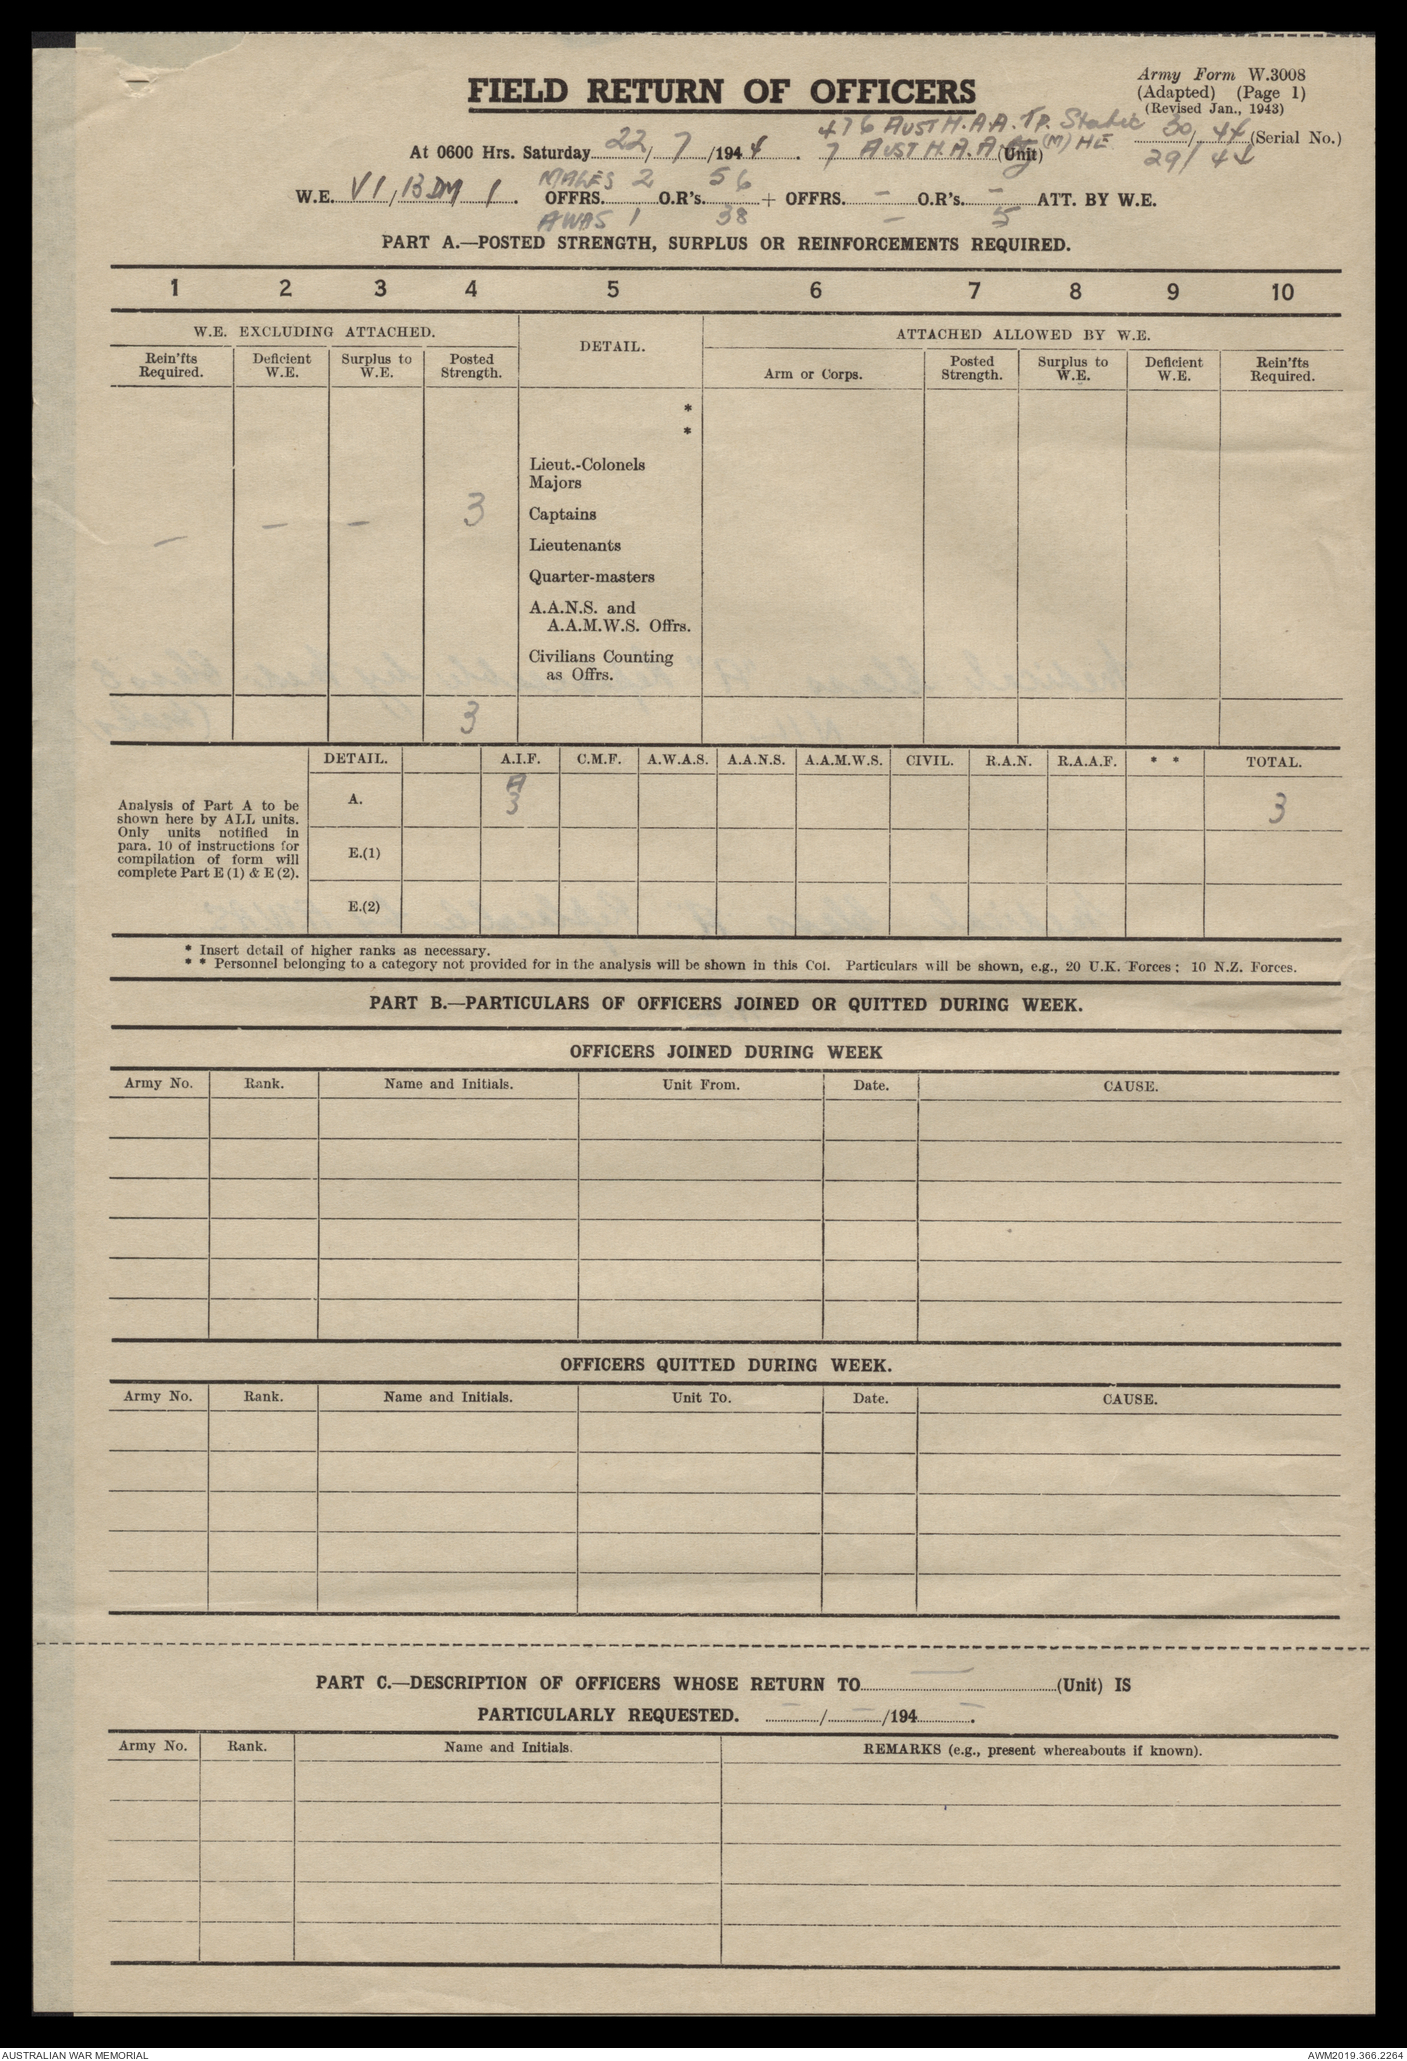 Army Form W.3008
(Adapted) (Page 1)
(Revised Jan., 1943)
FIELD RETURN OF OFFICERS
476 AUST H.A.A. TP. Static 30/44 (Serial No.)
At 0600 Hrs. Saturday 22/7/1944. 7 AUST H.A.A. (Unit) (M) HE 29/44
MALES 2 56
W.E. VI/13DM/1. OFFRS. O.R's. + OFFRS. - O.R's. - ATT. BY W.E.
AWAS 1 38 - 5
PART A.—POSTED STRENGTH, SURPLUS OR REINFORCEMENTS REQUIRED.
1 2 3 4 5 6 7 8 9 10
W.E. EXCLUDING ATTACHED. DETAIL. ATTACHED ALLOWED BY W.E.
Rein'fts Required. Deficient W.E. Surplus to W.E. Posted Strength. Arm or Corps. Posted Strength. Surplus to W.E. Deficient W.E. Rein'fts Required.
*
*
Lieut.-Colonels
Majors
- - - 3 Captains
Lieutenants
Quarter-masters
A.A.N.S. and
A.A.M.W.S. Offrs.
Civilians Counting
as Offrs.
3
DETAIL. A.I.F. C.M.F. A.W.A.S. A.A.N.S. A.A.M.W.S. CIVIL. R.A.N. R.A.A.F. * * TOTAL.
Analysis of Part A to be
shown here by ALL units.
Only units notified in
para. 10 of instructions for
compilation of form will
complete Part E (1) & E (2).
A. 3 3
E.(1)
E.(2)
* Insert detail of higher ranks as necessary.
* * Personnel belonging to a category not provided for in the analysis will be shown in this Col. Particulars will be shown, e.g., 20 U.K. Forces; 10 N.Z. Forces.
PART B.—PARTICULARS OF OFFICERS JOINED OR QUITTED DURING WEEK.
OFFICERS JOINED DURING WEEK
Army No. Rank. Name and Initials. Unit From. Date. CAUSE.
OFFICERS QUITTED DURING WEEK.
Army No. Rank. Name and Initials. Unit To. Date. CAUSE.
PART C.—DESCRIPTION OF OFFICERS WHOSE RETURN TO - (Unit) IS
PARTICULARLY REQUESTED. -/-/194-.
Army No. Rank. Name and Initials. REMARKS (e.g., present whereabouts if known).
AUSTRALIAN WAR MEMORIAL AWM2019.366.2264